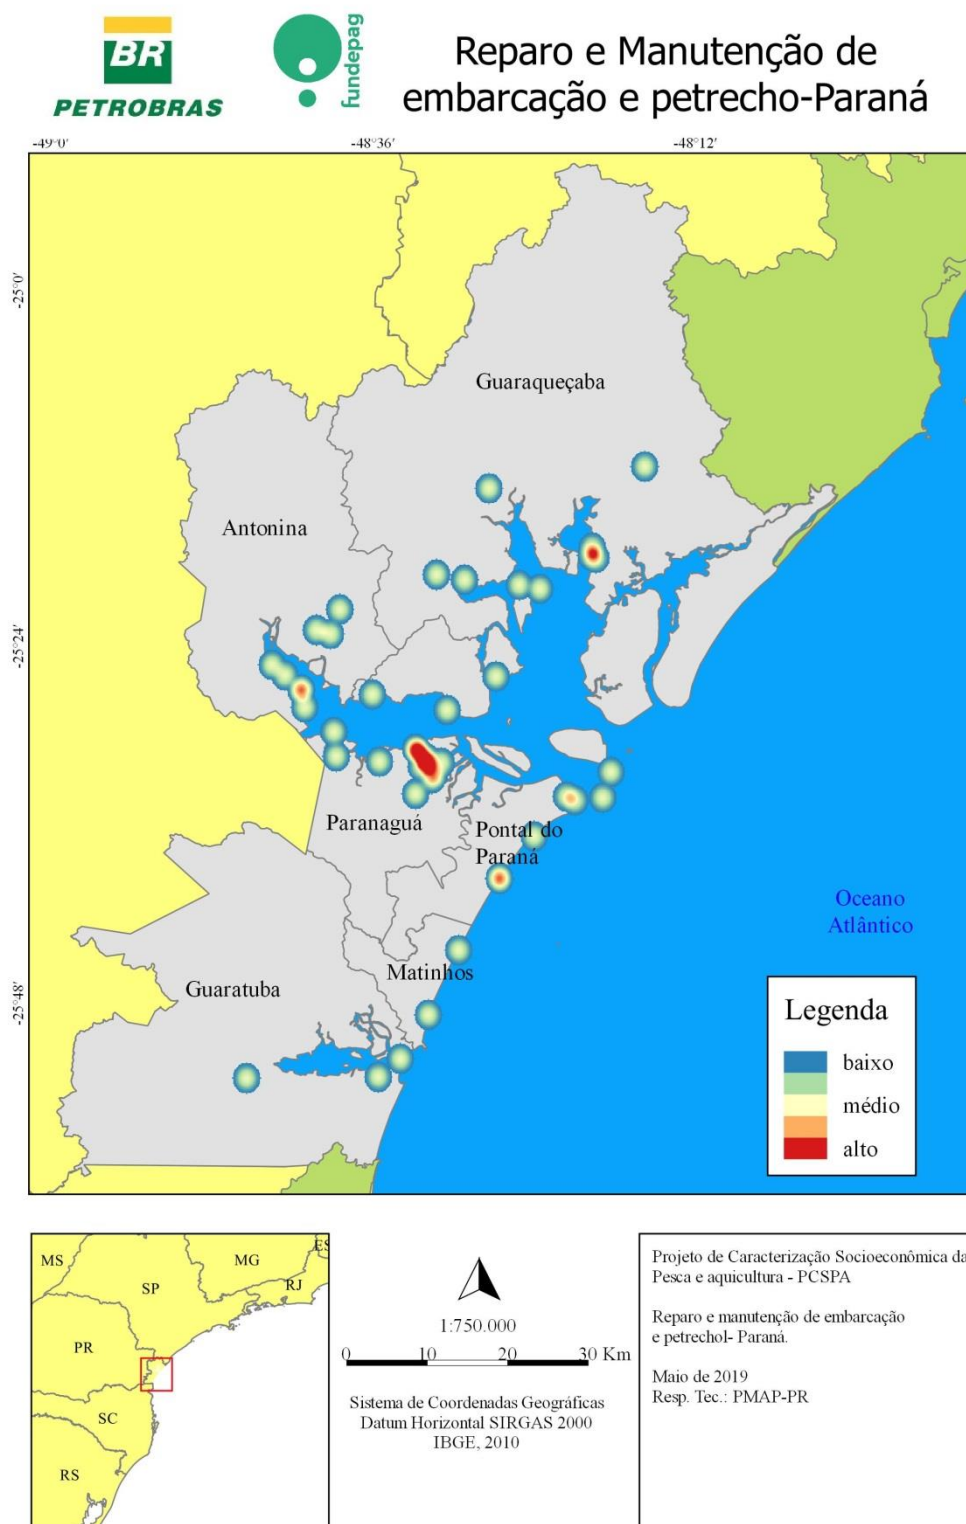 BR
PETROBRAS
fundepag
Reparo e Manutenção de
embarcação e petrecho-Paraná
-49°0'
-48°36'
-48°12'
-25°0'
Guaraqueçaba
Antonina
-25°24'
Paranaguá
Pontal do
Paraná
Oceano
Atlântico
Matinhos
Guaratuba
-25°48'
Legenda
baixo
médio
alto
MS
MG
ES
SP
RJ
PR
SC
RS
1:750.000
0 10 20 30 Km
Sistema de Coordenadas Geográficas
Datum Horizontal SIRGAS 2000
IBGE, 2010
Projeto de Caracterização Socioeconômica da
Pesca e aquicultura - PCSPA
Reparo e manutenção de embarcação
e petrechol- Paraná.
Maio de 2019
Resp. Tec.: PMAP-PR